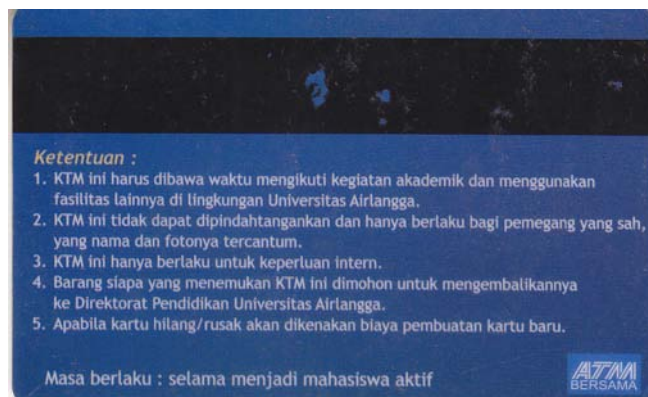 Ketentuan :
1. KTM ini harus dibawa waktu mengikuti kegiatan akademik dan menggunakan
fasilitas lainnya di lingkungan Universitas Airlangga.
2. KTM ini tidak dapat dipindahtangankan dan hanya berlaku bagi pemegang yang sah,
yang nama dan fotonya tercantum.
3. KTM ini hanya berlaku untuk keperluan intern.
4. Barang siapa yang menemukan KTM ini dimohon untuk mengembalikannya
ke Direktorat Pendidikan Universitas Airlangga.
5. Apabila kartu hilang/rusak akan dikenakan biaya pembuatan kartu baru.
Masa berlaku : selama menjadi mahasiswa aktif
ATM
BERSAMA